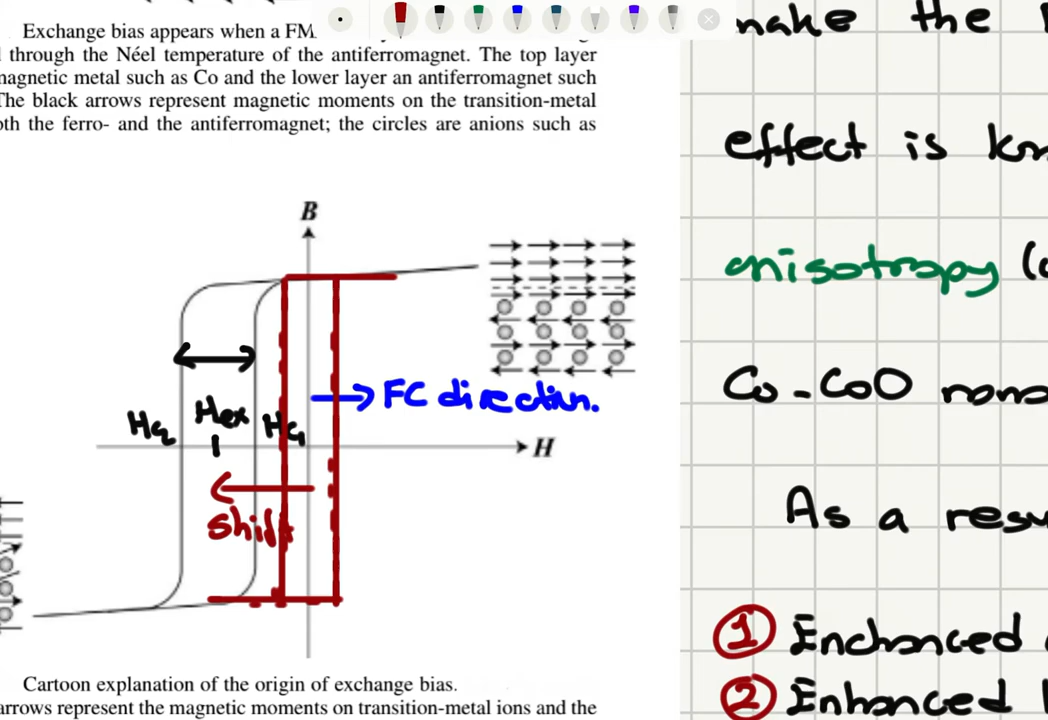 Exchange bias appears when a FM
through the Néel temperature of the antiferromagnet. The top layer
magnetic metal such as Co and the lower layer an antiferromagnet such
The black arrows represent magnetic moments on the transition-metal
oth the ferro- and the antiferromagnet; the circles are anions such as
B
FC direction.
Hc2 Hex Hc1
H
shift
Cartoon explanation of the origin of exchange bias.
arrows represent the magnetic moments on transition-metal ions and the
make the
effect is
anisotropy
Co-CoO
As a
① Enchanced
② Enhanced